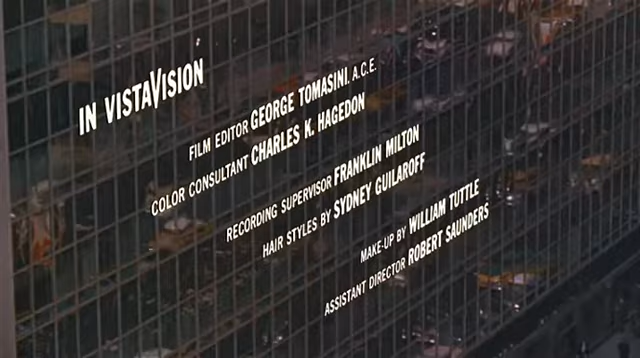 IN VISTAVISION
FILM EDITOR GEORGE TOMASINI, A.C.E.
COLOR CONSULTANT CHARLES K. HAGEDON
RECORDING SUPERVISOR FRANKLIN MILTON
HAIR STYLES BY SYDNEY GUILAROFF
MAKE-UP BY WILLIAM TUTTLE
ASSISTANT DIRECTOR ROBERT SAUNDERS